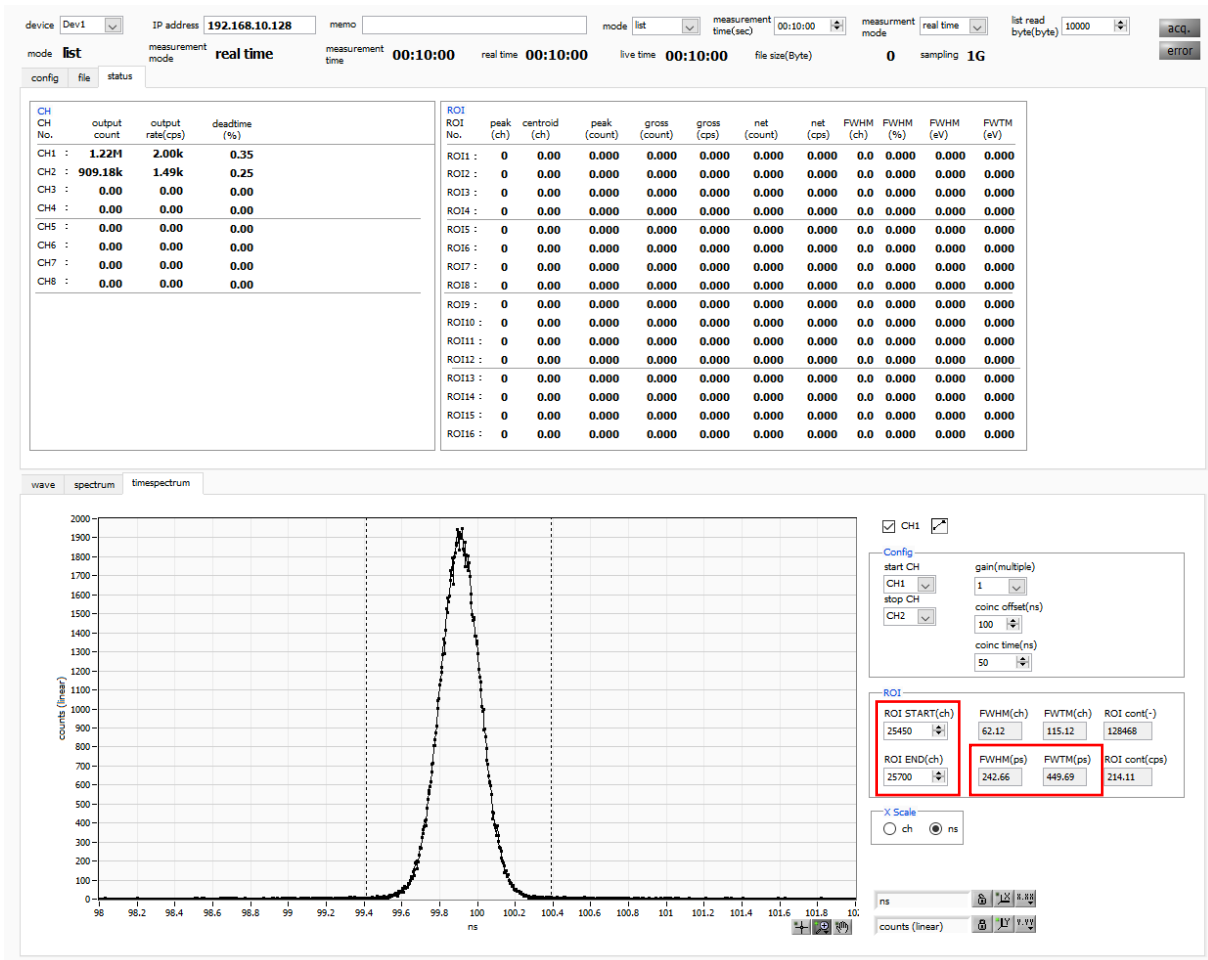 device Dev1 IP address 192.168.10.128 memo mode list measurement time(sec) 00:10:00 measurment mode real time list read byte(byte) 10000 acq.
mode list measurement mode real time measurement time 00:10:00 real time 00:10:00 live time 00:10:00 file size(Byte) 0 sampling 1G error
config file status
CH
CH No. output count output rate(cps) deadtime (%)
CH1 : 1.22M 2.00k 0.35
CH2 : 909.18k 1.49k 0.25
CH3 : 0.00 0.00 0.00
CH4 : 0.00 0.00 0.00
CH5 : 0.00 0.00 0.00
CH6 : 0.00 0.00 0.00
CH7 : 0.00 0.00 0.00
CH8 : 0.00 0.00 0.00
ROI
ROI No. peak (ch) centroid (ch) peak (count) gross (count) gross (cps) net (count) net (cps) FWHM (ch) FWHM (%) FWHM (eV) FWTM (eV)
ROI1 : 0 0.00 0.000 0.000 0.000 0.000 0.000 0.0 0.000 0.000 0.000
ROI2 : 0 0.00 0.000 0.000 0.000 0.000 0.000 0.0 0.000 0.000 0.000
ROI3 : 0 0.00 0.000 0.000 0.000 0.000 0.000 0.0 0.000 0.000 0.000
ROI4 : 0 0.00 0.000 0.000 0.000 0.000 0.000 0.0 0.000 0.000 0.000
ROI5 : 0 0.00 0.000 0.000 0.000 0.000 0.000 0.0 0.000 0.000 0.000
ROI6 : 0 0.00 0.000 0.000 0.000 0.000 0.000 0.0 0.000 0.000 0.000
ROI7 : 0 0.00 0.000 0.000 0.000 0.000 0.000 0.0 0.000 0.000 0.000
ROI8 : 0 0.00 0.000 0.000 0.000 0.000 0.000 0.0 0.000 0.000 0.000
ROI9 : 0 0.00 0.000 0.000 0.000 0.000 0.000 0.0 0.000 0.000 0.000
ROI10 : 0 0.00 0.000 0.000 0.000 0.000 0.000 0.0 0.000 0.000 0.000
ROI11 : 0 0.00 0.000 0.000 0.000 0.000 0.000 0.0 0.000 0.000 0.000
ROI12 : 0 0.00 0.000 0.000 0.000 0.000 0.000 0.0 0.000 0.000 0.000
ROI13 : 0 0.00 0.000 0.000 0.000 0.000 0.000 0.0 0.000 0.000 0.000
ROI14 : 0 0.00 0.000 0.000 0.000 0.000 0.000 0.0 0.000 0.000 0.000
ROI15 : 0 0.00 0.000 0.000 0.000 0.000 0.000 0.0 0.000 0.000 0.000
ROI16 : 0 0.00 0.000 0.000 0.000 0.000 0.000 0.0 0.000 0.000 0.000
wave spectrum timespectrum
counts (linear)
2000
1900
1800
1700
1600
1500
1400
1300
1200
1100
1000
900
800
700
600
500
400
300
200
100
0
98 98.2 98.4 98.6 98.8 99 99.2 99.4 99.6 99.8 100 100.2 100.4 100.6 100.8 101 101.2 101.4 101.6 101.8
ns
CH1
Config
start CH gain(multiple)
CH1 1
stop CH coinc offset(ns)
CH2 100
coinc time(ns)
50
ROI
ROI START(ch) FWHM(ch) FWTM(ch) ROI cont(-)
25450 62.12 115.12 128468
ROI END(ch) FWHM(ps) FWTM(ps) ROI cont(cps)
25700 242.66 449.69 214.11
X Scale
ch ns
ns
counts (linear)